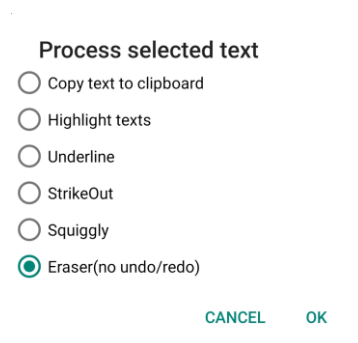 Process selected text
Copy text to clipboard
Highlight texts
Underline
StrikeOut
Squiggly
Eraser(no undo/redo)
CANCEL OK